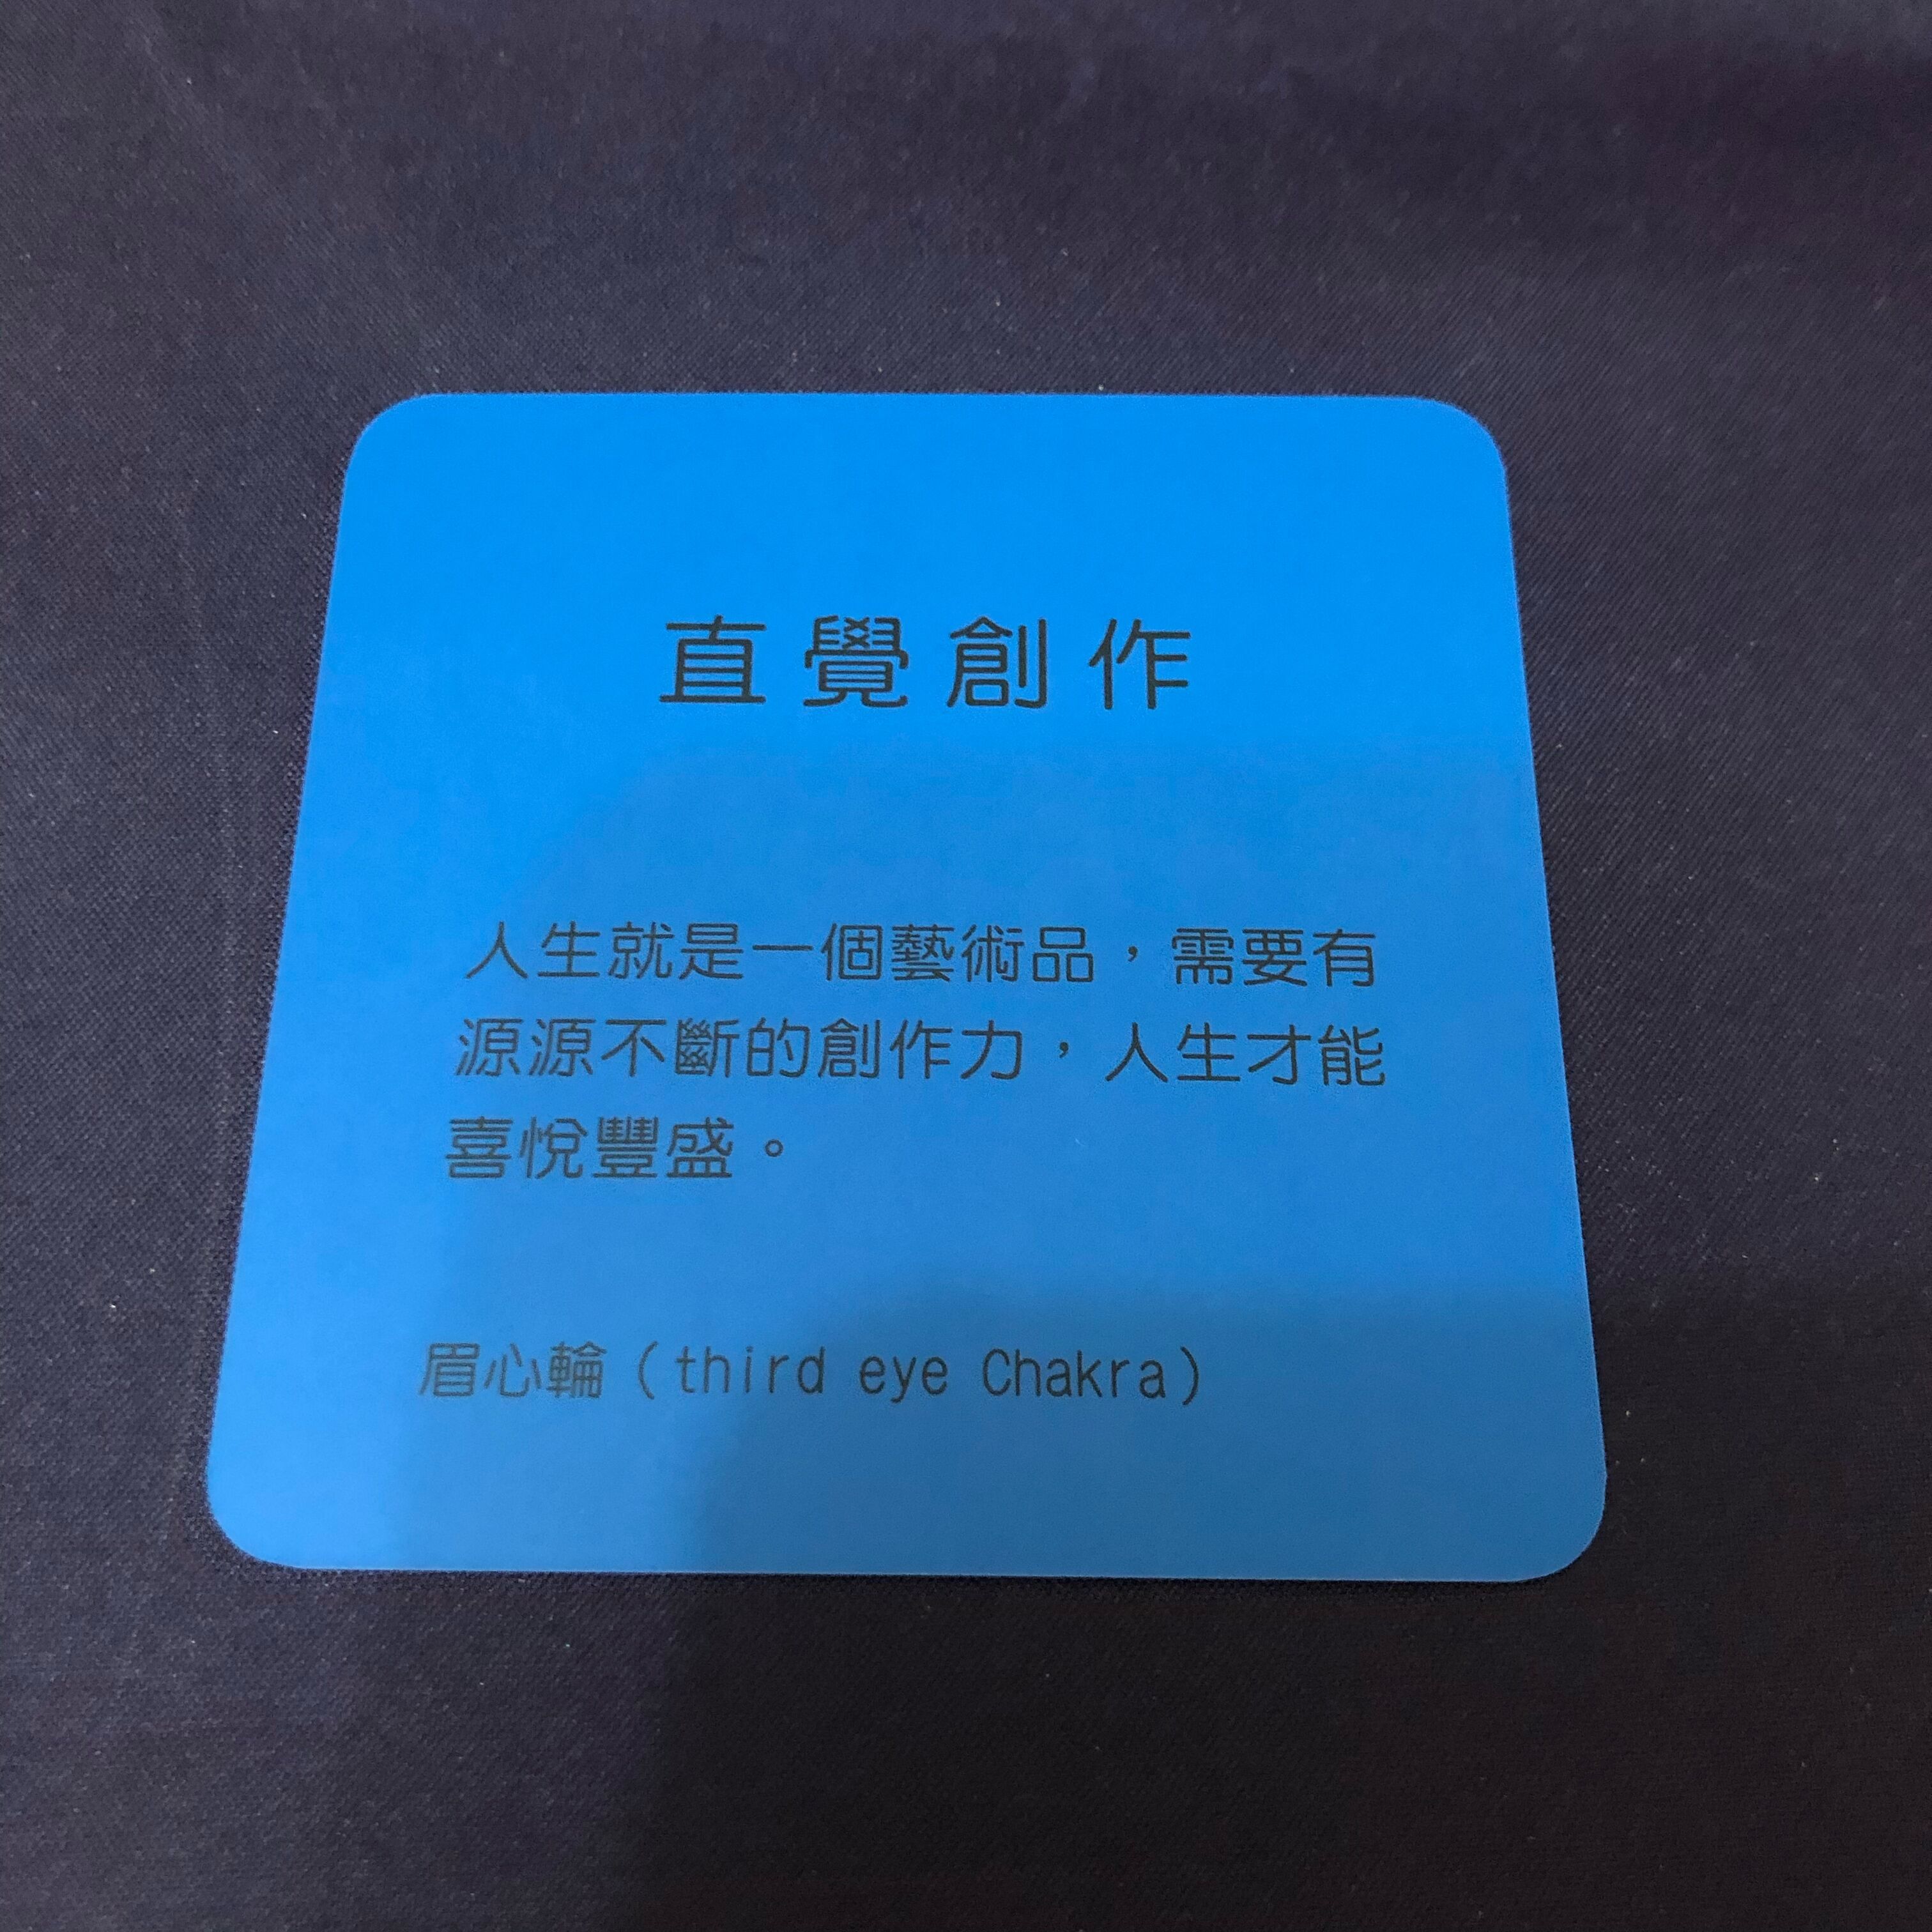 直覺創作
人生就是一個藝術品，需要有
源源不斷的創作力，人生才能
喜悅豐盛。
眉心輪（third eye Chakra）